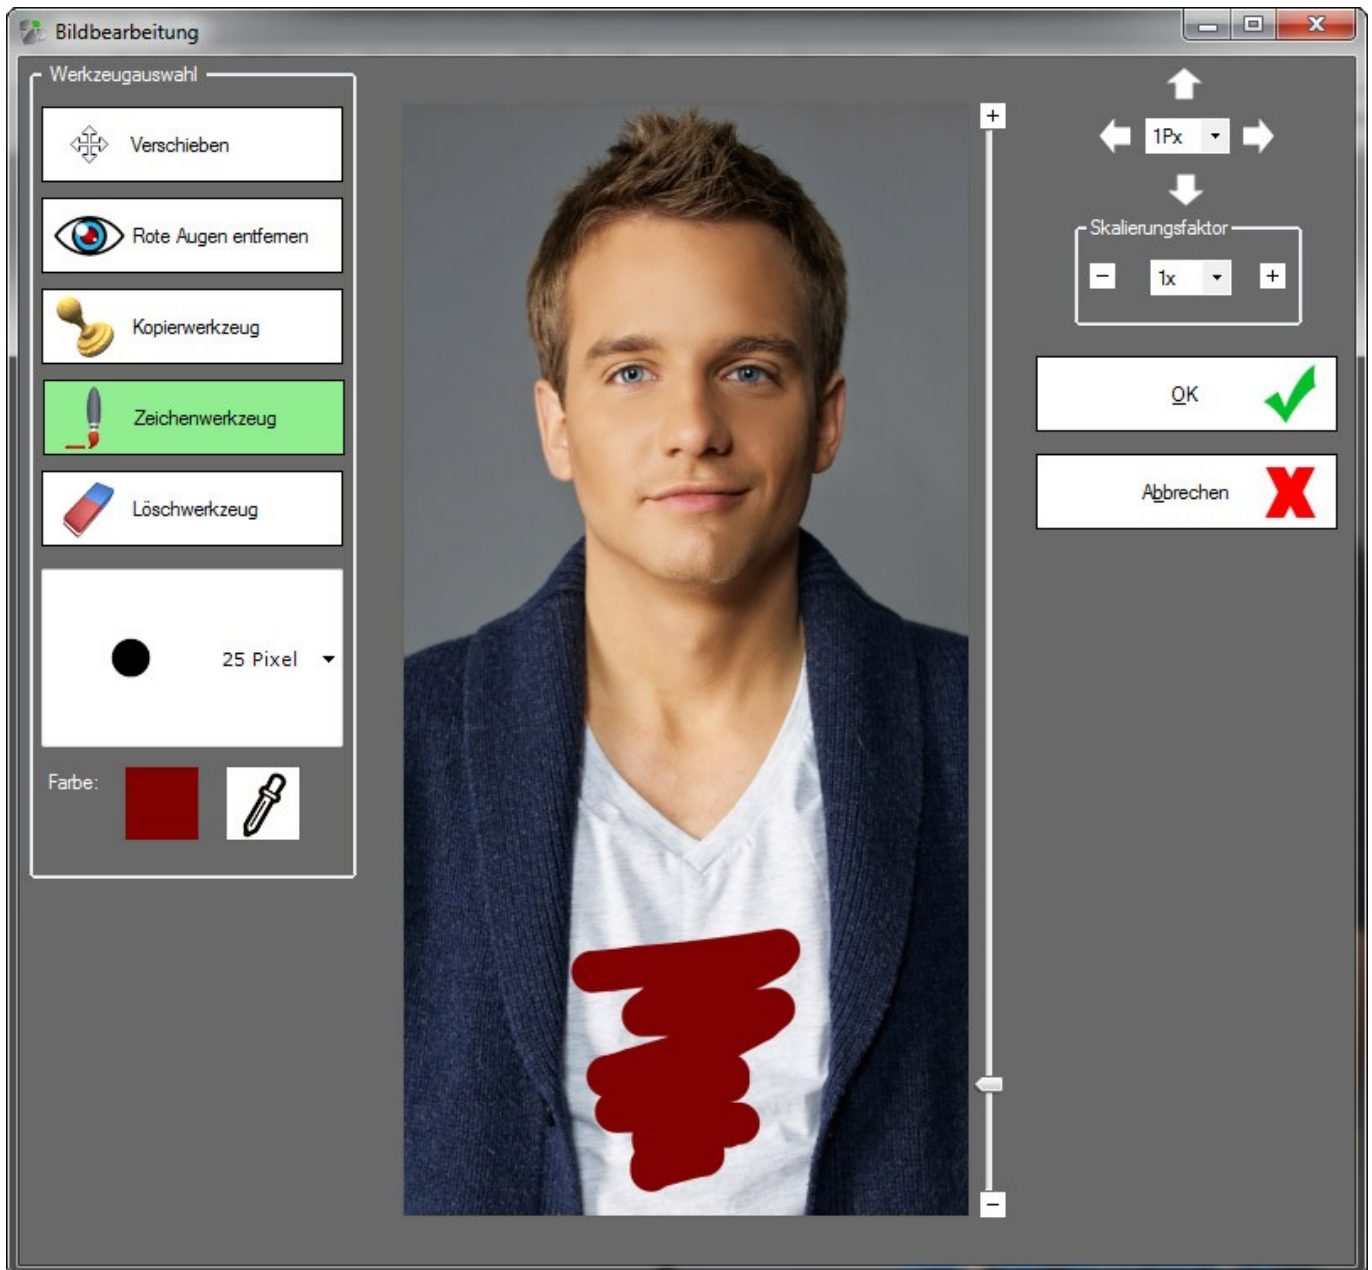 Bildbearbeitung
Werkzeugauswahl
Verschieben
Rote Augen entfernen
Kopierwerkzeug
Zeichenwerkzeug
Löschwerkzeug
25 Pixel
Farbe:
+
−
1Px
Skalierungsfaktor
− 1x +
OK
Abbrechen